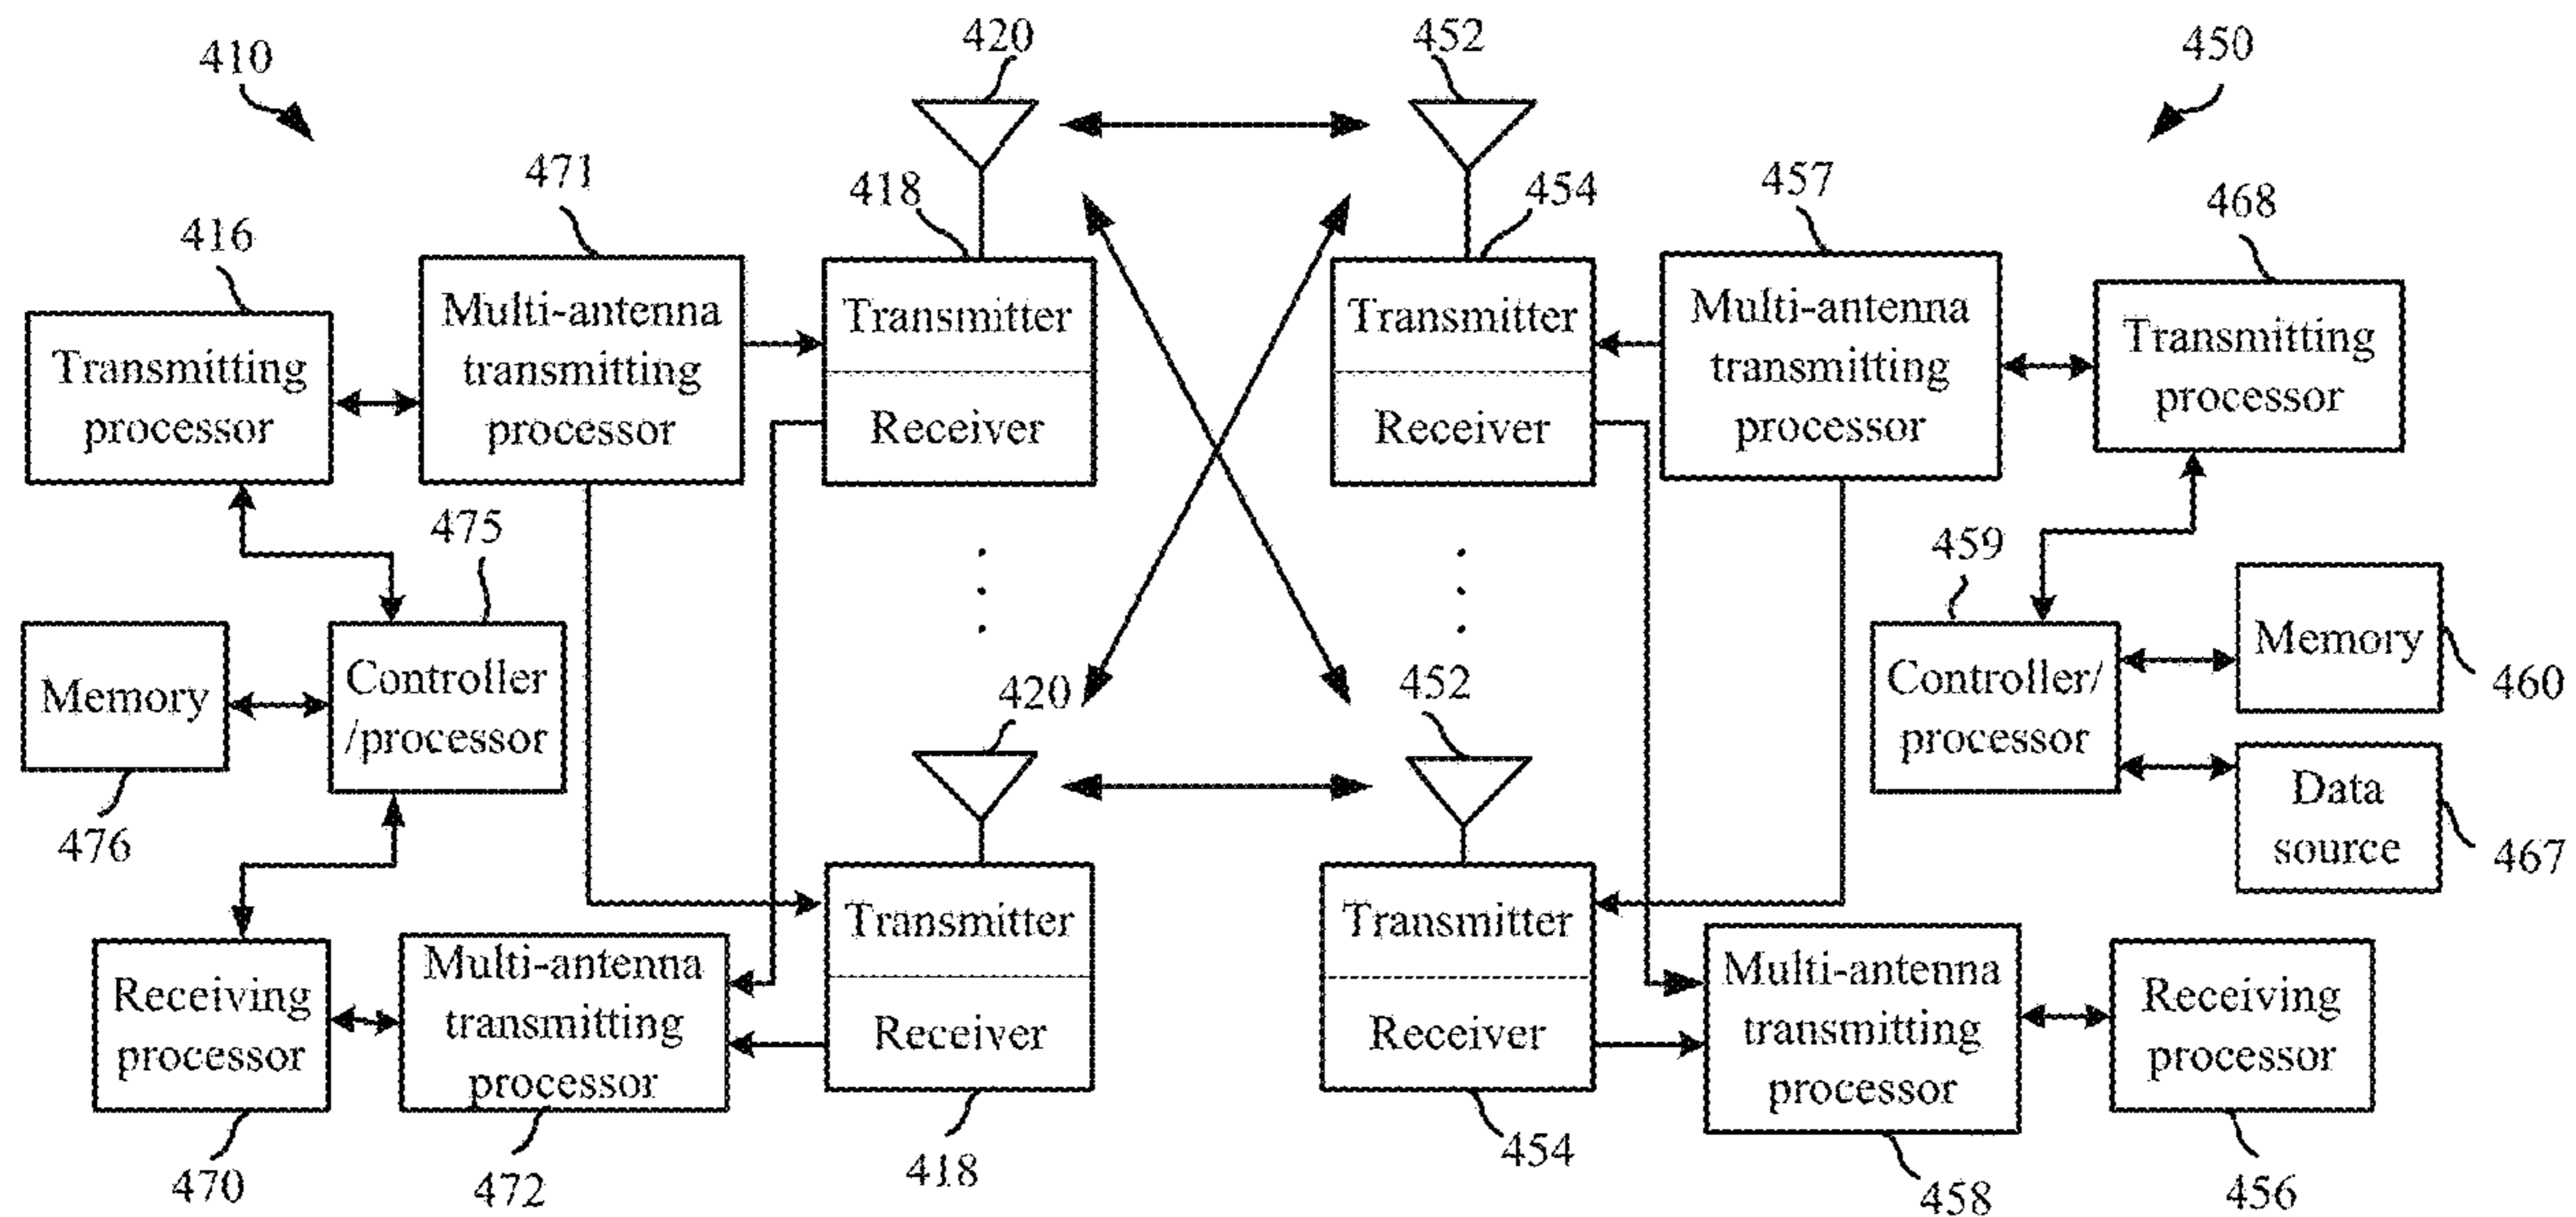 420
452
410
450
471
457
418
454
468
416
Multi-antenna
transmitting
processor
Transmitter
Receiver
Transmitter
Receiver
Multi-antenna
transmitting
processor
Transmitting
processor
Transmitting
processor
475
459
Memory
Controller
/processor
420
452
Controller/
processor
Memory
460
476
Data
source
467
Transmitter
Receiver
Transmitter
Receiver
Receiving
processor
Multi-antenna
transmitting
processor
Multi-antenna
transmitting
processor
Receiving
processor
470
472
418
454
458
456